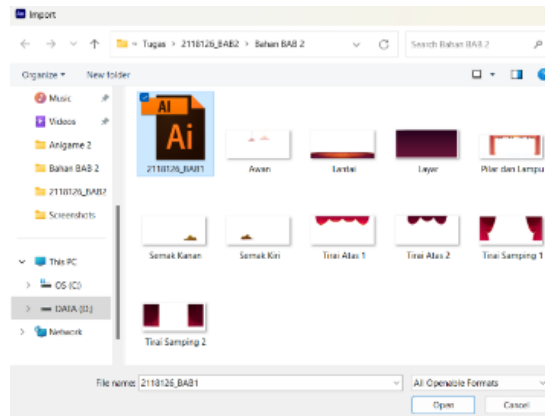 Import
Tugas > 2118126_BAB2 > Bahan BAB 2
Search Bahan BAB 2
Organize
New folder
Music
Videos
Anigame 2
Bahan BAB 2
2118126_BAB2
Screenshots
This PC
OS (C:)
DATA (D:)
Network
Ai
Ai
2118126_BAB1
Awan
Lantai
Layar
Pilar dan Lampu
Semak Kanan
Semak Kiri
Tirai Atas 1
Tirai Atas 2
Tirai Samping 1
Tirai Samping 2
File name: 2118126_BAB1
All Openable Formats
Open
Cancel